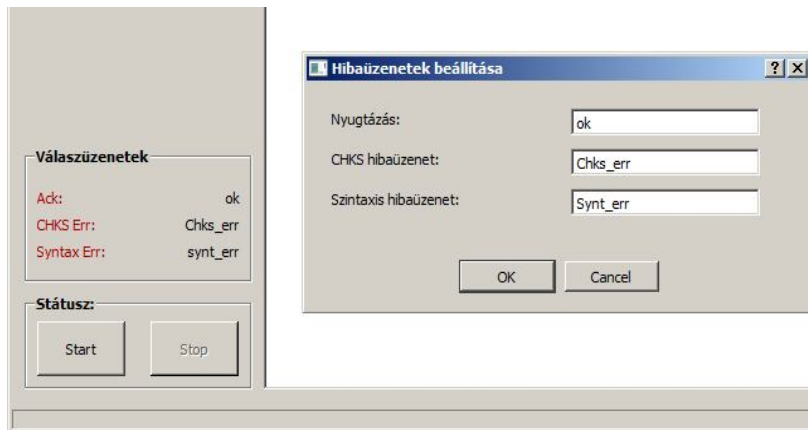 Hibaüzenetek beállítása
Nyugtázás: ok
CHKS hibaüzenet: Chks_err
Szintaxis hibaüzenet: Synt_err
OK Cancel
Válaszüzenetek
Ack: ok
CHKS Err: Chks_err
Syntax Err: synt_err
Státusz:
Start Stop